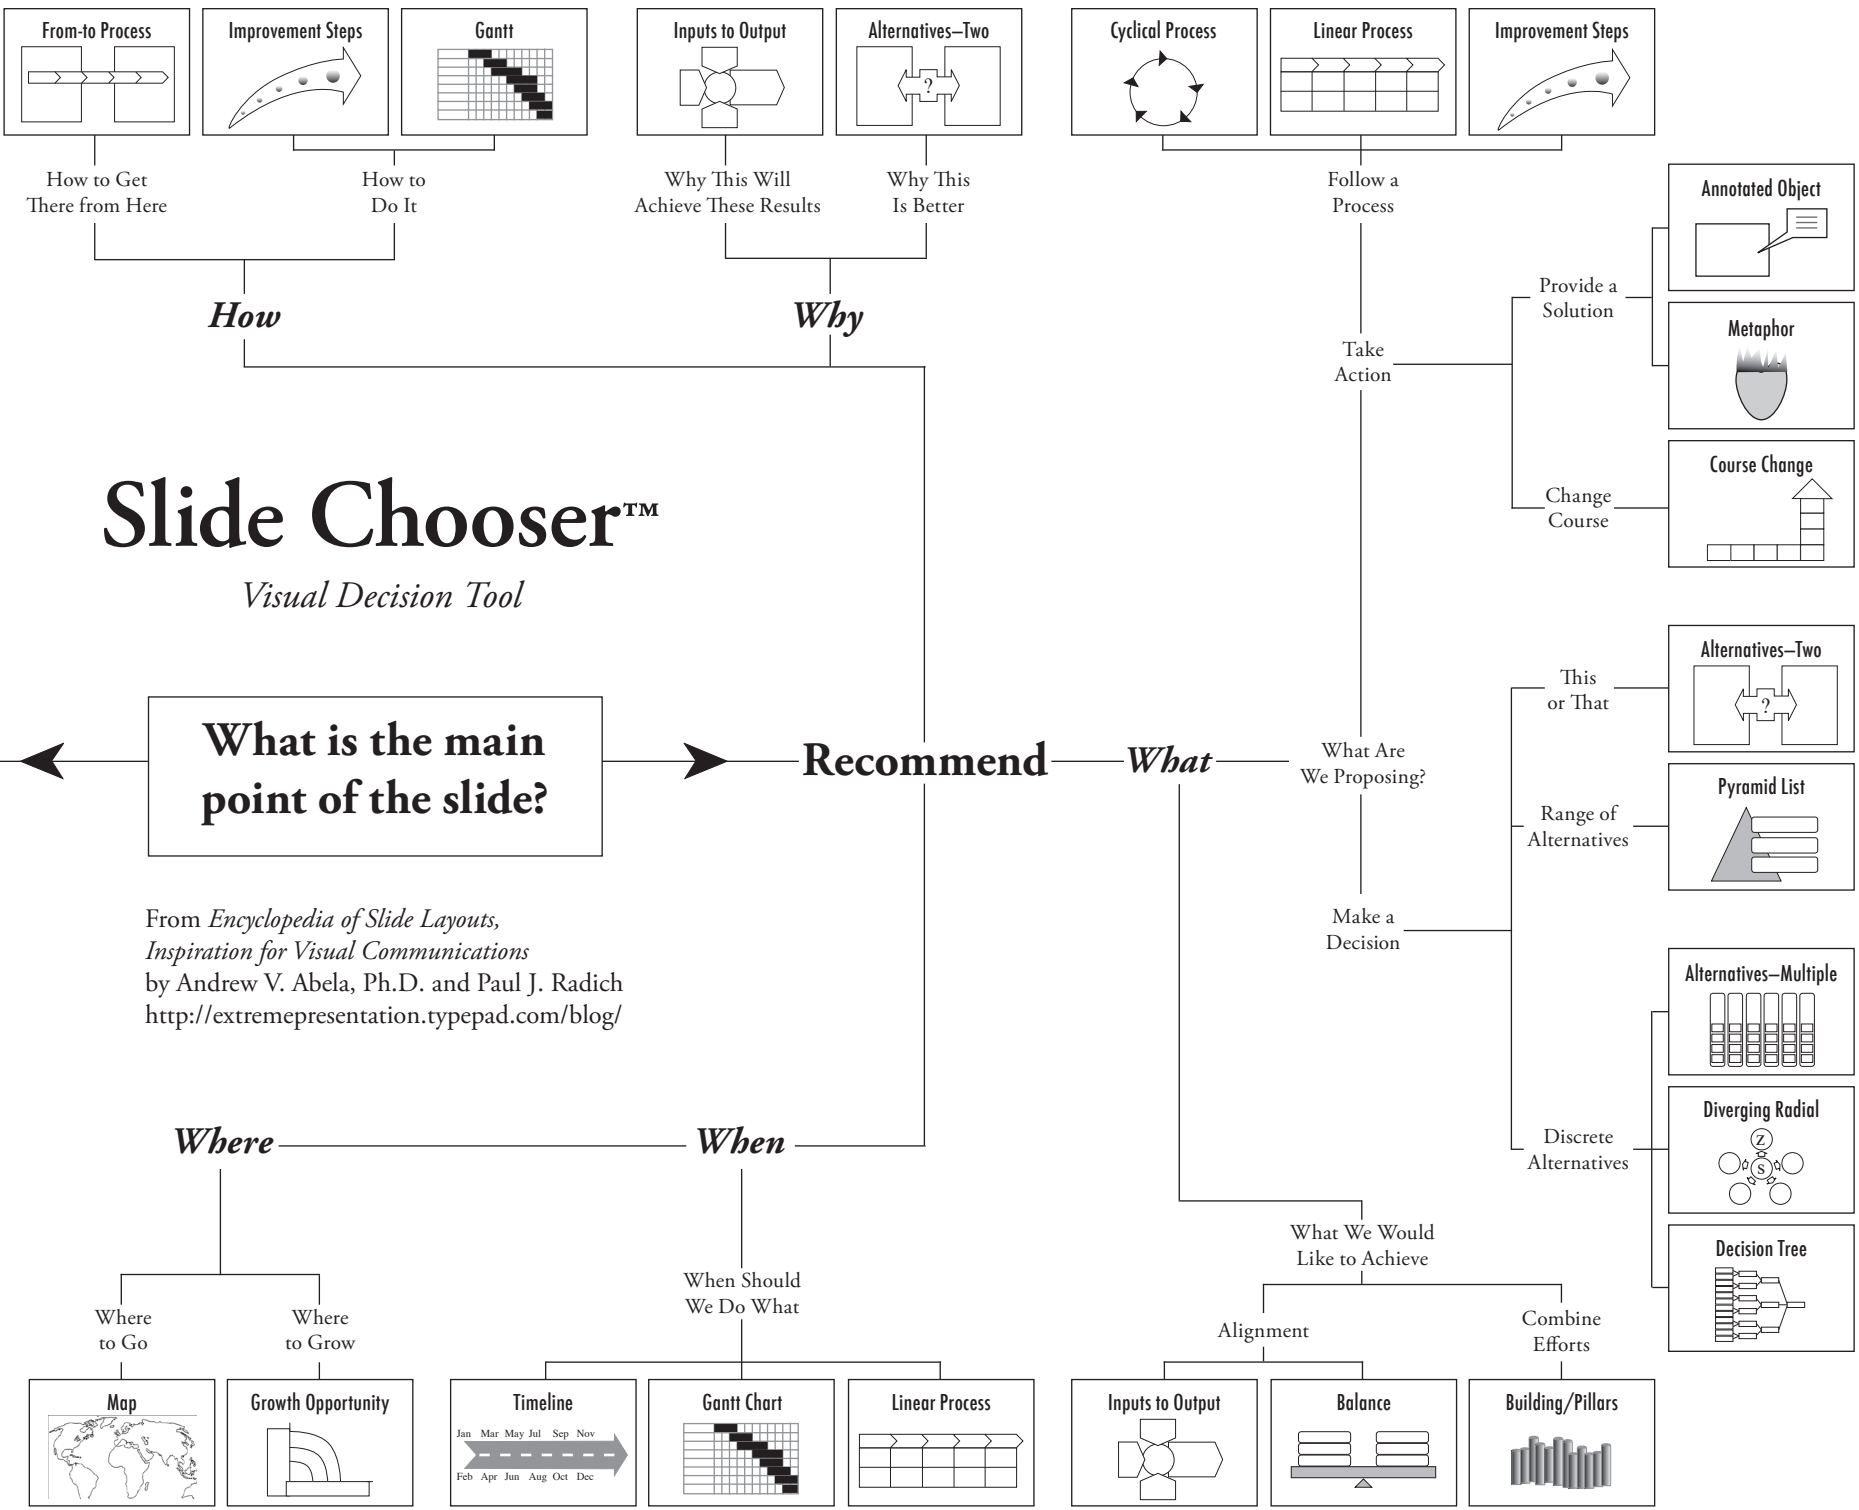 From-to Process
Improvement Steps
Gantt
Inputs to Output
Alternatives–Two
?
Cyclical Process
Linear Process
Improvement Steps
How to Get
There from Here
How to
Do It
Why This Will
Achieve These Results
Why This
Is Better
Follow a
Process
Annotated Object
How
Why
Provide a
Solution
Metaphor
Take
Action
Course Change
Change
Course
Slide Chooser™
Visual Decision Tool
Alternatives–Two
?
This
or That
What is the main
point of the slide?
Recommend
What
What Are
We Proposing?
Pyramid List
Range of
Alternatives
Make a
Decision
From Encyclopedia of Slide Layouts,
Inspiration for Visual Communications
by Andrew V. Abela, Ph.D. and Paul J. Radich
http://extremepresentation.typepad.com/blog/
Alternatives–Multiple
Diverging Radial
Z
S
Discrete
Alternatives
Decision Tree
Where
When
What We Would
Like to Achieve
When Should
We Do What
Where
to Go
Where
to Grow
Alignment
Combine
Efforts
Map
Growth Opportunity
Timeline
Jan Mar May Jul Sep Nov
Feb Apr Jun Aug Oct Dec
Gantt Chart
Linear Process
Inputs to Output
Balance
Building/Pillars